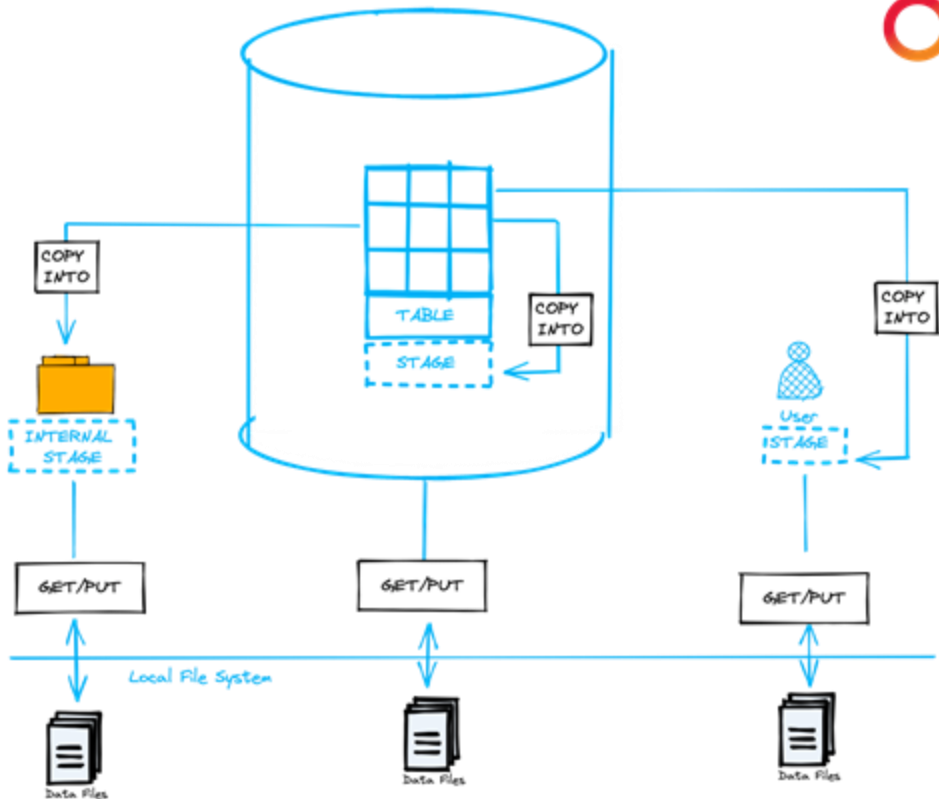 COPY
INTO
TABLE
STAGE
COPY
INTO
COPY
INTO
INTERNAL
STAGE
User
STAGE
GET/PUT
GET/PUT
GET/PUT
Local File System
Data Files
Data Files
Data Files